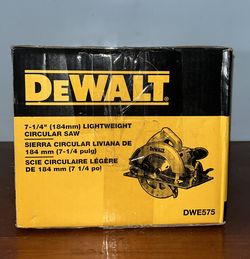 DEWALT®
7-1/4" (184mm) LIGHTWEIGHT
CIRCULAR SAW
SIERRA CIRCULAR LIVIANA DE
184 mm (7-1/4 pulg)
SCIE CIRCULAIRE LÉGÈRE
DE 184 mm (7 1/4 po)
DEWALT
DWE575